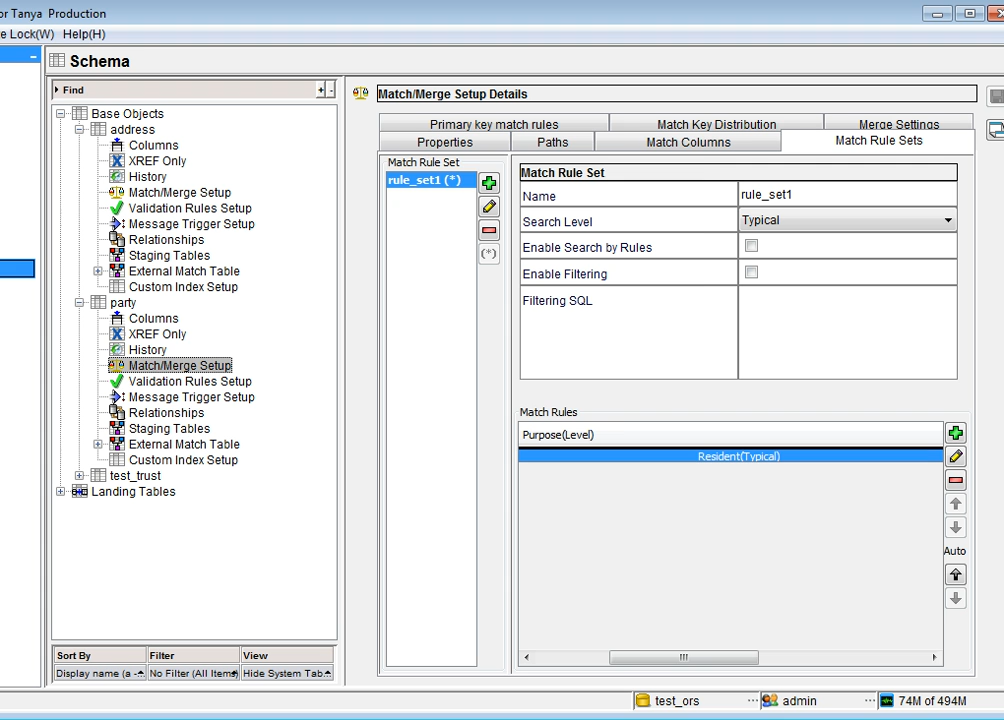 or Tanya Production
e Lock(W) Help(H)
Schema
Find
+ -
Base Objects
address
Columns
XREF Only
History
Match/Merge Setup
Validation Rules Setup
Message Trigger Setup
Relationships
Staging Tables
External Match Table
Custom Index Setup
party
Columns
XREF Only
History
Match/Merge Setup
Validation Rules Setup
Message Trigger Setup
Relationships
Staging Tables
External Match Table
Custom Index Setup
test_trust
Landing Tables
Sort By Filter View
Display name (a - No Filter (All Items) Hide System Tab...
Match/Merge Setup Details
Primary key match rules Match Key Distribution Merge Settings
Properties Paths Match Columns Match Rule Sets
Match Rule Set
rule_set1 (*)
(*)
Match Rule Set
Name rule_set1
Search Level Typical
Enable Search by Rules
Enable Filtering
Filtering SQL
Match Rules
Purpose(Level)
Resident(Typical)
Auto
test_ors ... admin ... 74M of 494M